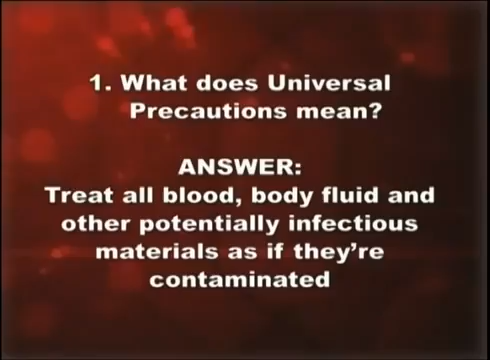 1. What does Universal
Precautions mean?
ANSWER:
Treat all blood, body fluid and
other potentially infectious
materials as if they're
contaminated